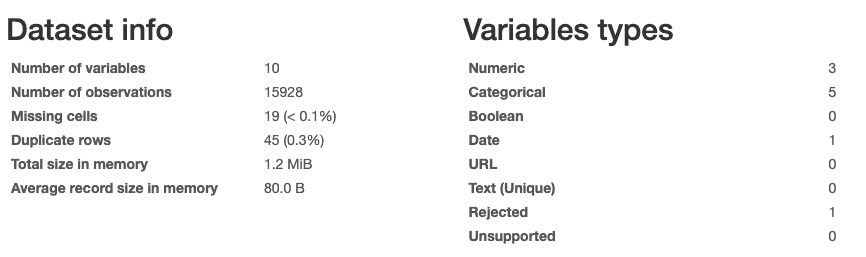 Dataset info
Number of variables 10
Number of observations 15928
Missing cells 19 (< 0.1%)
Duplicate rows 45 (0.3%)
Total size in memory 1.2 MiB
Average record size in memory 80.0 B
Variables types
Numeric 3
Categorical 5
Boolean 0
Date 1
URL 0
Text (Unique) 0
Rejected 1
Unsupported 0